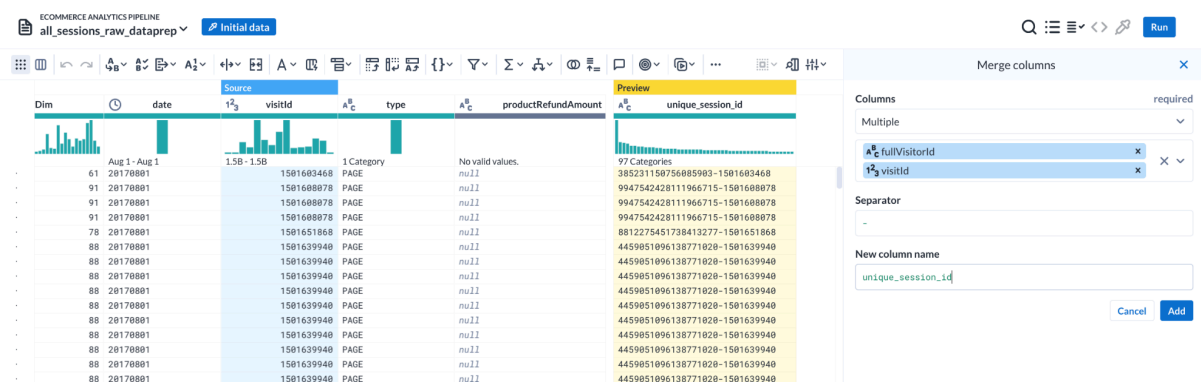 ECOMMERCE ANALYTICS PIPELINE
all_sessions_raw_dataprep
Initial data
Run
Merge columns
Source
Preview
Dim date visitId type productRefundAmount unique_session_id
Aug 1 - Aug 1 1.5B - 1.5B 1 Category No valid values. 97 Categories
61 20170801 1501603468 PAGE null 385231150756085903-1501603468
91 20170801 1501608078 PAGE null 9947542428111966715-1501608078
91 20170801 1501608078 PAGE null 9947542428111966715-1501608078
91 20170801 1501608078 PAGE null 9947542428111966715-1501608078
78 20170801 1501651868 PAGE null 8812275451738413277-1501651868
88 20170801 1501639940 PAGE null 4459051096138771020-1501639940
88 20170801 1501639940 PAGE null 4459051096138771020-1501639940
88 20170801 1501639940 PAGE null 4459051096138771020-1501639940
88 20170801 1501639940 PAGE null 4459051096138771020-1501639940
88 20170801 1501639940 PAGE null 4459051096138771020-1501639940
88 20170801 1501639940 PAGE null 4459051096138771020-1501639940
88 20170801 1501639940 PAGE null 4459051096138771020-1501639940
88 20170801 1501639940 PAGE null 4459051096138771020-1501639940
88 20170801 1501639940 PAGE null 4459051096138771020-1501639940
88 20170801 1501639940 PAGE null 4459051096138771020-1501639940
Columns required
Multiple
fullVisitorId
visitId
Separator
-
New column name
unique_session_id
Cancel Add